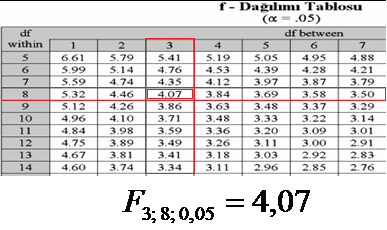 f - Dağılımı Tablosu
(α = .05)
df within df between
1 2 3 4 5 6 7
5 6.61 5.79 5.41 5.19 5.05 4.95 4.88
6 5.99 5.14 4.76 4.53 4.39 4.28 4.21
7 5.59 4.74 4.35 4.12 3.97 3.87 3.79
8 5.32 4.46 4.07 3.84 3.69 3.58 3.50
9 5.12 4.26 3.86 3.63 3.48 3.37 3.29
10 4.96 4.10 3.71 3.48 3.33 3.22 3.14
11 4.84 3.98 3.59 3.36 3.20 3.09 3.01
12 4.75 3.89 3.49 3.26 3.11 3.00 2.91
13 4.67 3.81 3.41 3.18 3.03 2.92 2.83
14 4.60 3.74 3.34 3.11 2.96 2.85 2.76
F3; 8; 0,05 = 4,07